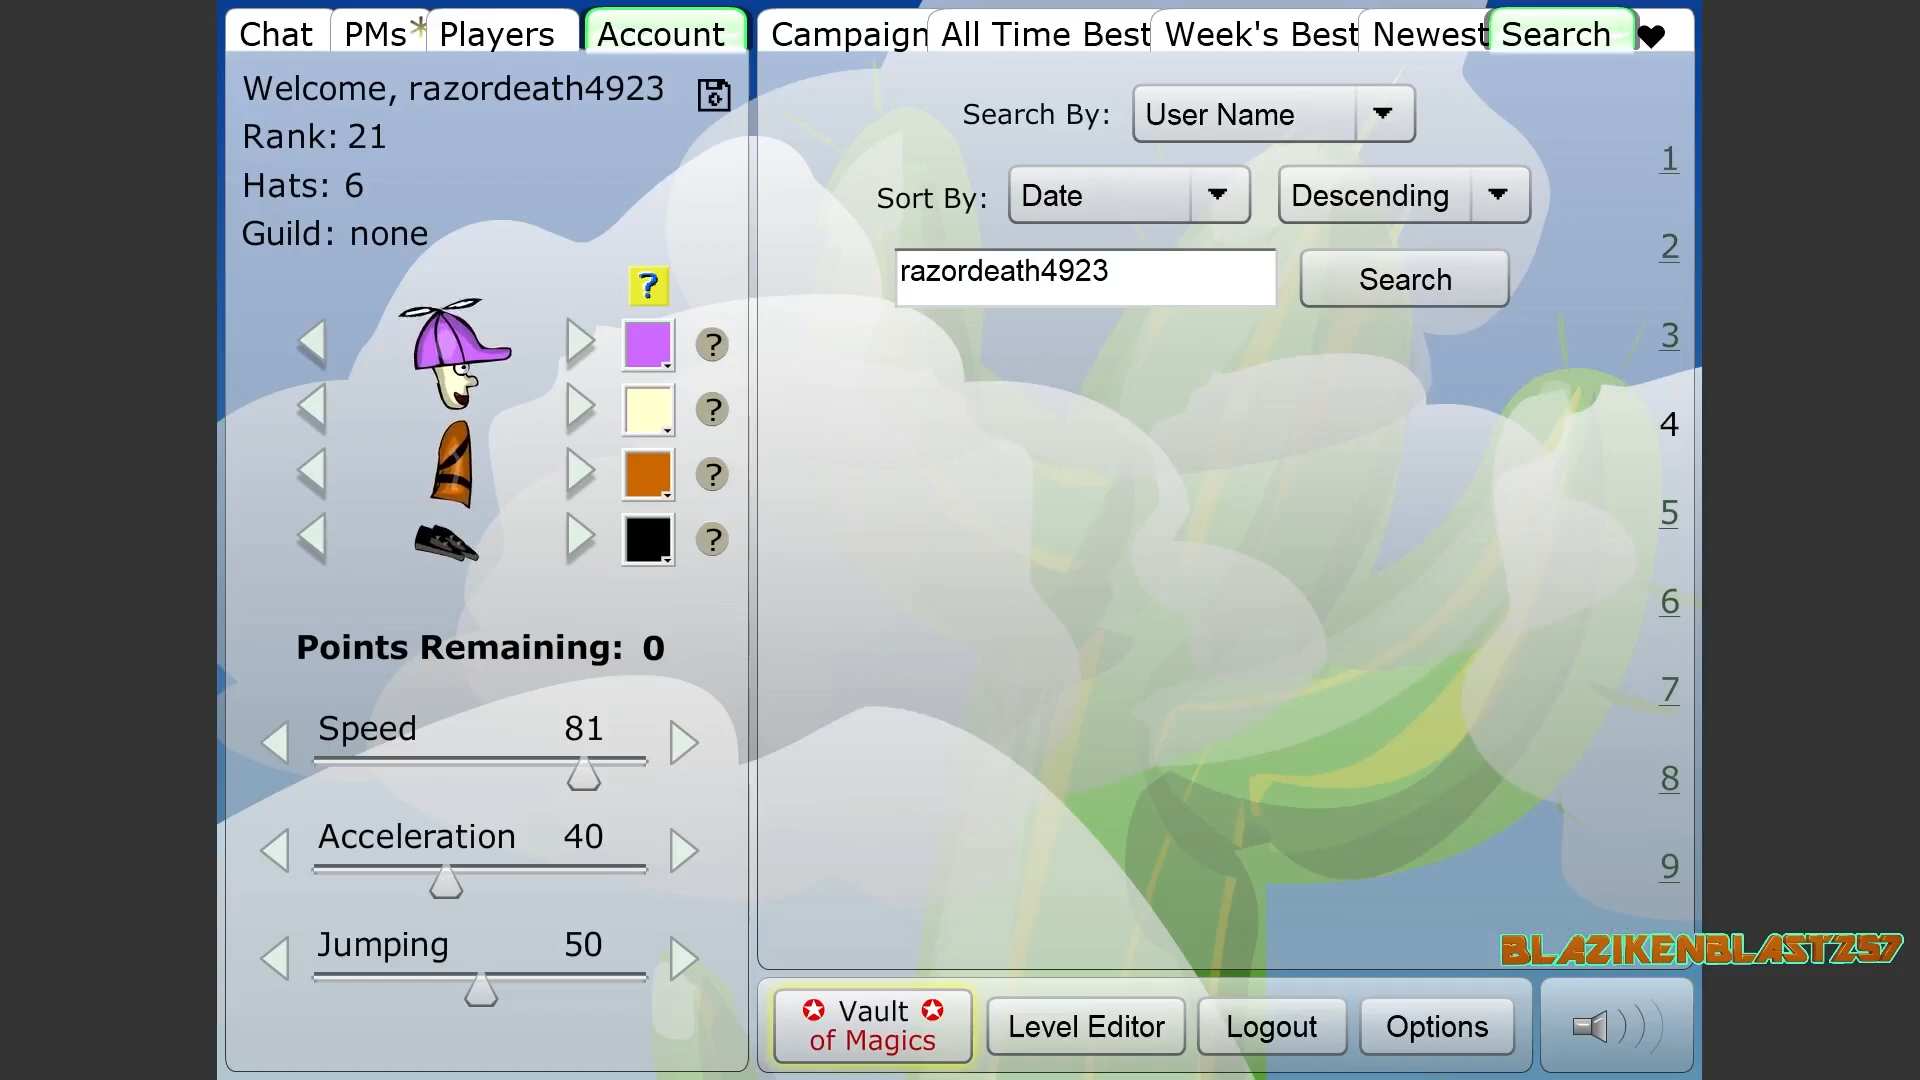 Chat PMs* Players Account
Campaign All Time Best Week's Best Newest Search ♥
Welcome, razordeath4923
Rank: 21
Hats: 6
Guild: none
?
?
?
?
?
Points Remaining: 0
Speed 81
Acceleration 40
Jumping 50
Search By: User Name
Sort By: Date Descending
razordeath4923 Search
1
2
3
4
5
6
7
8
9
BLAZIKENBLAST257
Vault
of Magics
Level Editor Logout Options